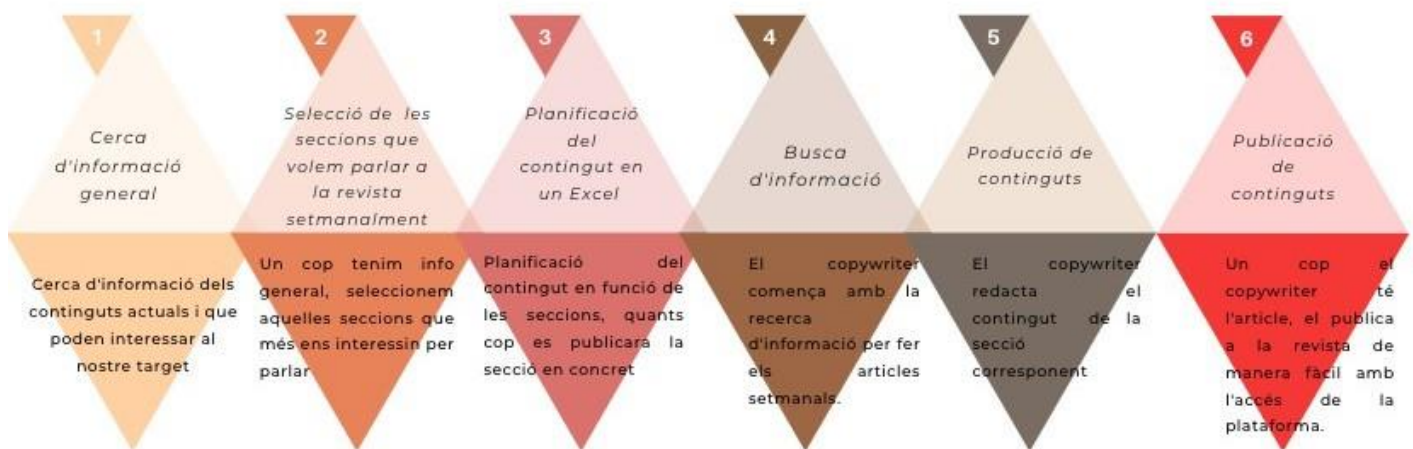 1
Cerca
d'informació
general
Cerca d'informació dels
continguts actuals i que
poden interessar al
nostre target
2
Selecció de les
seccions que
volem parlar a
la revista
setmanalment
Un cop tenim info
general, seleccionem
aquelles seccions que
més ens interessin per
parlar
3
Planificació
del
contingut en
un Excel
Planificació del
contingut en funció de
les seccions, quants
cop es publicara la
secció en concret
4
Busca
d'informació
El copywriter
comença amb la
recerca
d'informació per fer
els articles
setmanals.
5
Producció de
continguts
El copywriter
redacta el
contingut de la
secció
corresponent
6
Publicació
de
continguts
Un cop el
copywriter té
l'article, el publica
a la revista de
manera fàcil amb
l'accés de la
plataforma.